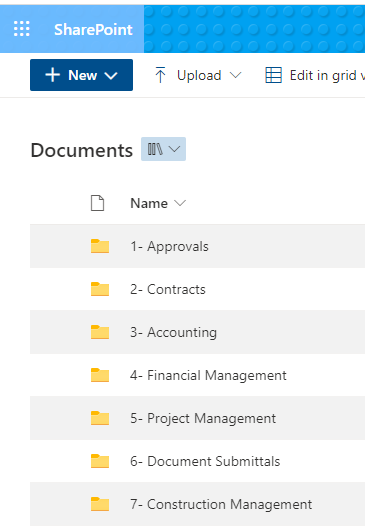 SharePoint
+ New Upload Edit in grid v
Documents
Name
1- Approvals
2- Contracts
3- Accounting
4- Financial Management
5- Project Management
6- Document Submittals
7- Construction Management